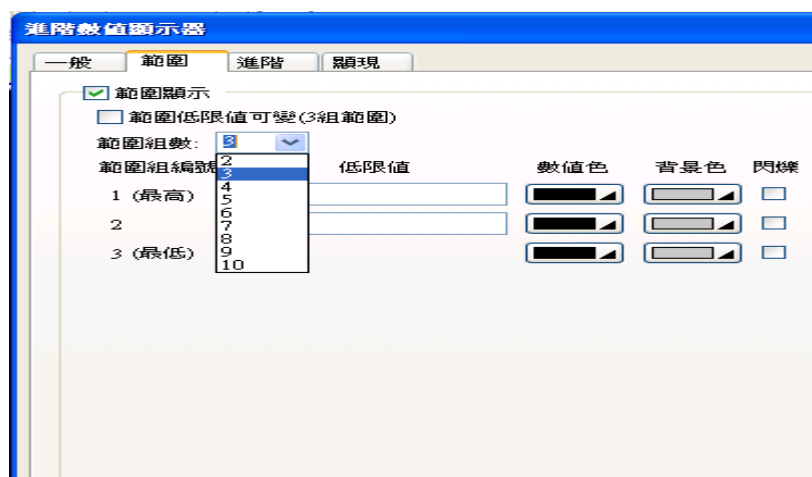 進階數值顯示器
一般 範圍 進階 顯現
範圍顯示
範圍低限值可變(3組範圍)
範圍組數: 3
範圍組編號 低限值 數值色 背景色 閃爍
2
3
4
5
6
7
8
9
10
1 (最高)
2
3 (最低)